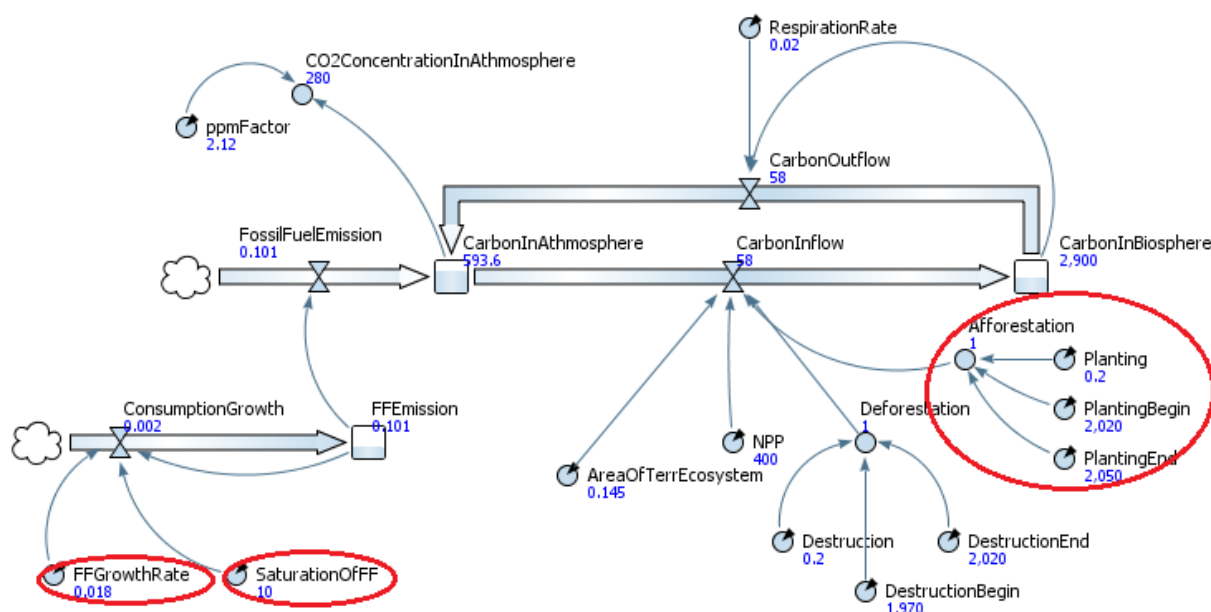 RespirationRate
0.02
CO2ConcentrationInAthmosphere
280
ppmFactor
2.12
CarbonOutflow
58
FossilFuelEmission
0.101
CarbonInAthmosphere
593.6
CarbonInflow
58
CarbonInBiosphere
2,900
Afforestation
1
Planting
0.2
PlantingBegin
2,020
PlantingEnd
2,050
ConsumptionGrowth
0.002
FFEmission
0.101
Deforestation
1
NPP
400
AreaOfTerrEcosystem
0.145
Destruction
0.2
DestructionEnd
2,020
DestructionBegin
1,970
FFGrowthRate
0.018
SaturationOfFF
10